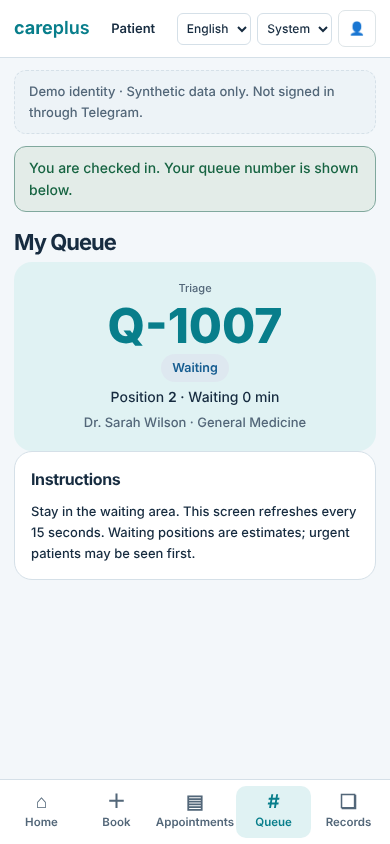 careplus Patient English System
Demo identity · Synthetic data only. Not signed in
through Telegram.
You are checked in. Your queue number is shown
below.
My Queue
Triage
Q-1007
Waiting
Position 2 · Waiting 0 min
Dr. Sarah Wilson · General Medicine
Instructions
Stay in the waiting area. This screen refreshes every
15 seconds. Waiting positions are estimates; urgent
patients may be seen first.
#
Home Book Appointments Queue Records